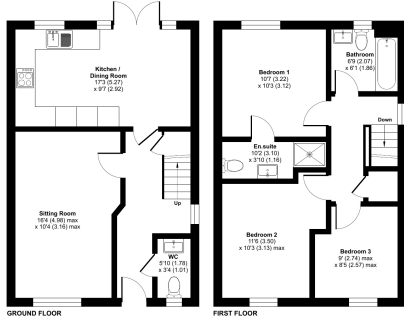 Kitchen /
Dining Room
17'3 (5.27)
x 9'7 (2.92)
Sitting Room
16'4 (4.98) max
x 10'4 (3.16) max
Up
WC
5'10 (1.78)
x 3'4 (1.01)
GROUND FLOOR
Bedroom 1
10'7 (3.22)
x 10'3 (3.12)
Bathroom
6'9 (2.07)
x 6'1 (1.86)
Down
En.suite
10'2 (3.10)
x 3'10 (1.16)
Bedroom 2
11'6 (3.50)
x 10'3 (3.13) max
Bedroom 3
9' (2.74) max
x 8'5 (2.57) max
FIRST FLOOR